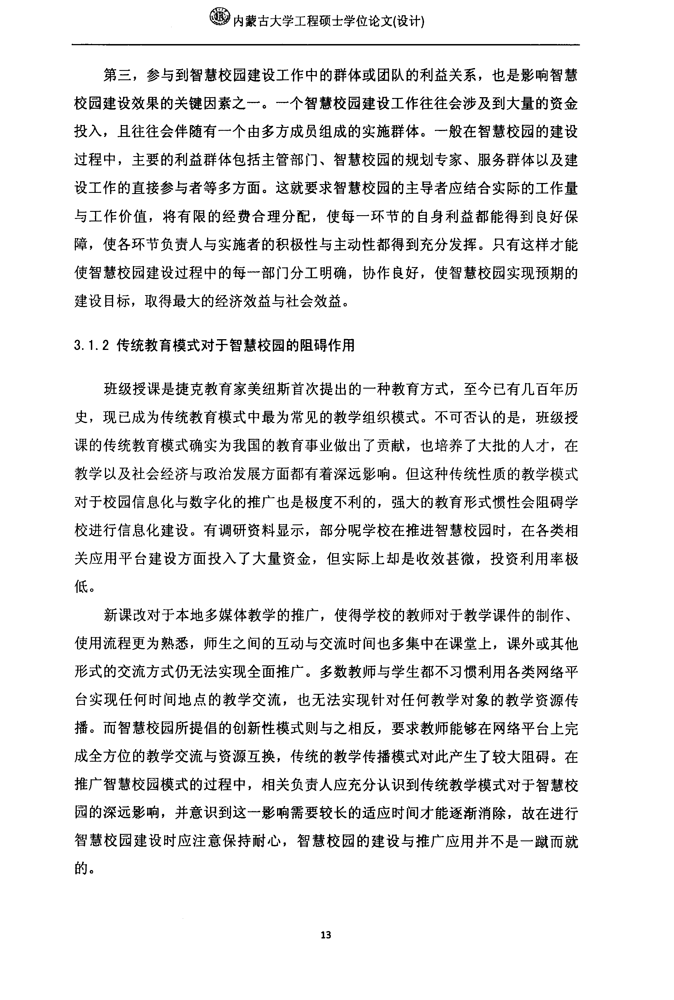 内蒙古大学工程硕士学位论文(设计)
第三，参与到智慧校园建设工作中的群体或团队的利益关系，也是影响智慧
校园建设效果的关键因素之一。一个智慧校园建设工作往往会涉及到大量的资金
投入，且往往会伴随有一个由多方成员组成的实施群体。一般在智慧校园的建设
过程中，主要的利益群体包括主管部门、智慧校园的规划专家、服务群体以及建
设工作的直接参与者等多方面。这就要求智慧校园的主导者应结合实际的工作量
与工作价值，将有限的经费合理分配，使每一环节的自身利益都能得到良好保
障，使各环节负责人与实施者的积极性与主动性都得到充分发挥。只有这样才能
使智慧校园建设过程中的每一部门分工明确，协作良好，使智慧校园实现预期的
建设目标，取得最大的经济效益与社会效益。
3.1.2 传统教育模式对于智慧校园的阻碍作用
班级授课是捷克教育家美纽斯首次提出的一种教育方式，至今已有几百年历
史，现已成为传统教育模式中最为常见的教学组织模式。不可否认的是，班级授
课的传统教育模式确实为我国的教育事业做出了贡献，也培养了大批的人才，在
教学以及社会经济与政治发展方面都有着深远影响。但这种传统性质的教学模式
对于校园信息化与数字化的推广也是极度不利的，强大的教育形式惯性会阻碍学
校进行信息化建设。有调研资料显示，部分呢学校在推进智慧校园时，在各类相
关应用平台建设方面投入了大量资金，但实际上却是收效甚微，投资利用率极
低。
新课改对于本地多媒体教学的推广，使得学校的教师对于教学课件的制作、
使用流程更为熟悉，师生之间的互动与交流时间也多集中在课堂上，课外或其他
形式的交流方式仍无法实现全面推广。多数教师与学生都不习惯利用各类网络平
台实现任何时间地点的教学交流，也无法实现针对任何教学对象的教学资源传
播。而智慧校园所提倡的创新性模式则与之相反，要求教师能够在网络平台上完
成全方位的教学交流与资源互换，传统的教学传播模式对此产生了较大阻碍。在
推广智慧校园模式的过程中，相关负责人应充分认识到传统教学模式对于智慧校
园的深远影响，并意识到这一影响需要较长的适应时间才能逐渐消除，故在进行
智慧校园建设时应注意保持耐心，智慧校园的建设与推广应用并不是一蹴而就
的。
13